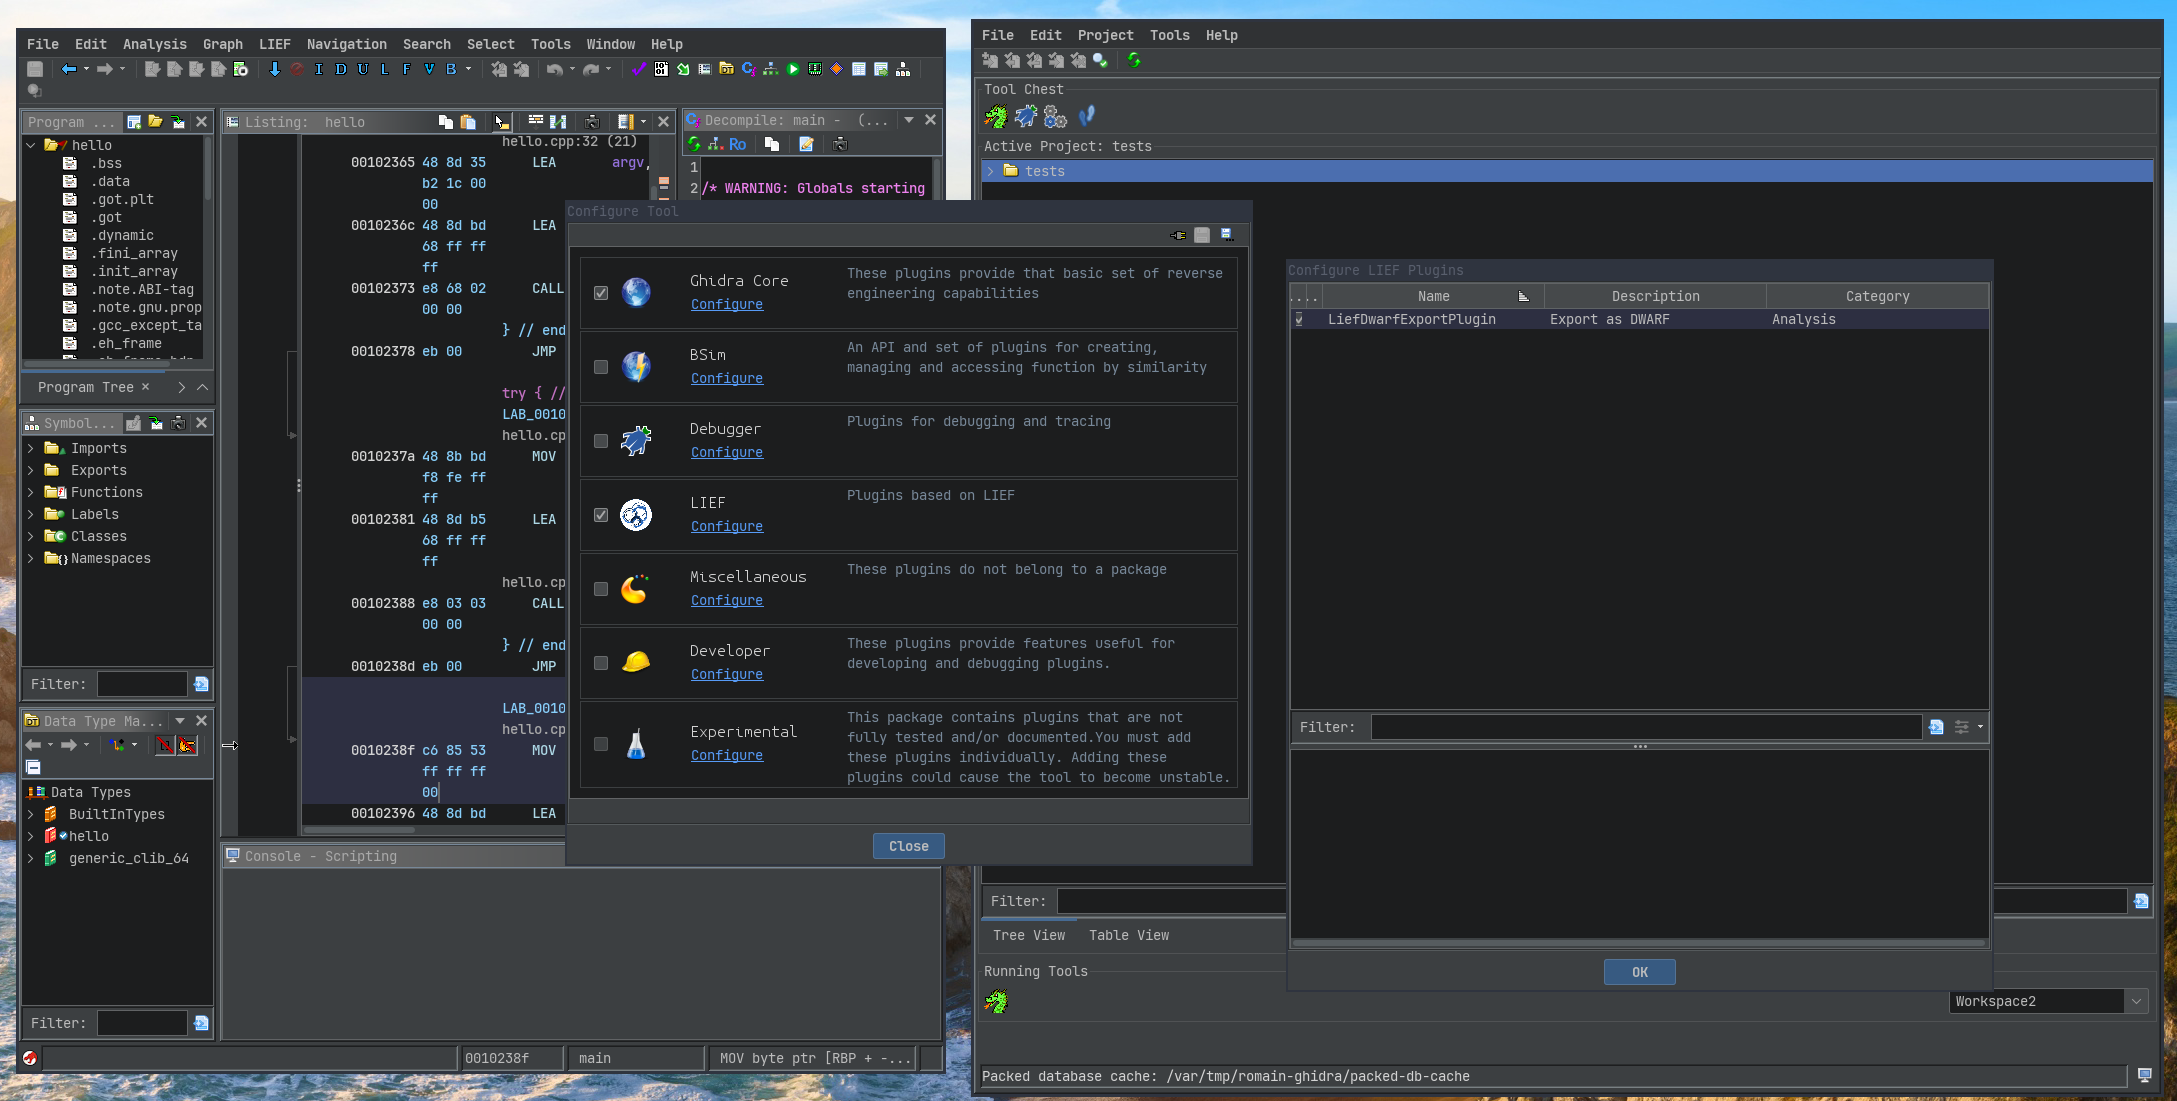 File Edit Analysis Graph LIEF Navigation Search Select Tools Window Help
Program ...
hello
.bss
.data
.got.plt
.got
.dynamic
.fini_array
.init_array
.note.ABI-tag
.note.gnu.prop
.gcc_except_ta
.eh_frame
Program Tree ×
Symbol...
Imports
Exports
Functions
Labels
Classes
Namespaces
Filter:
Data Type Ma...
Data Types
BuiltInTypes
hello
generic_clib_64
Filter:
Listing: hello
hello.cpp:32 (21)
00102365 48 8d 35 LEA argv,
b2 1c 00
00
0010236c 48 8d bd LEA
68 ff ff
ff
00102373 e8 68 02 CALL
00 00
} // end
00102378 eb 00 JMP
try { //
LAB_0010
hello.cp
0010237a 48 8b bd MOV
f8 fe ff
ff
00102381 48 8d b5 LEA
68 ff ff
ff
hello.cp
00102388 e8 03 03 CALL
00 00
} // end
0010238d eb 00 JMP
LAB_0010
hello.cp
0010238f c6 85 53 MOV
ff ff ff
00
00102396 48 8d bd LEA
Decompile: main - (...
Ro
1
2 /* WARNING: Globals starting
Console - Scripting
0010238f main MOV byte ptr [RBP + -...
Configure Tool
Ghidra Core
Configure
These plugins provide that basic set of reverse
engineering capabilities
BSim
Configure
An API and set of plugins for creating,
managing and accessing function by similarity
Debugger
Configure
Plugins for debugging and tracing
LIEF
Configure
Plugins based on LIEF
Miscellaneous
Configure
These plugins do not belong to a package
Developer
Configure
These plugins provide features useful for
developing and debugging plugins.
Experimental
Configure
This package contains plugins that are not
fully tested and/or documented.You must add
these plugins individually. Adding these
plugins could cause the tool to become unstable.
Close
File Edit Project Tools Help
Tool Chest
Active Project: tests
tests
Configure LIEF Plugins
.... Name Description Category
LiefDwarfExportPlugin Export as DWARF Analysis
Filter:
OK
Filter:
Tree View Table View
Running Tools
Workspace2
Packed database cache: /var/tmp/romain-ghidra/packed-db-cache